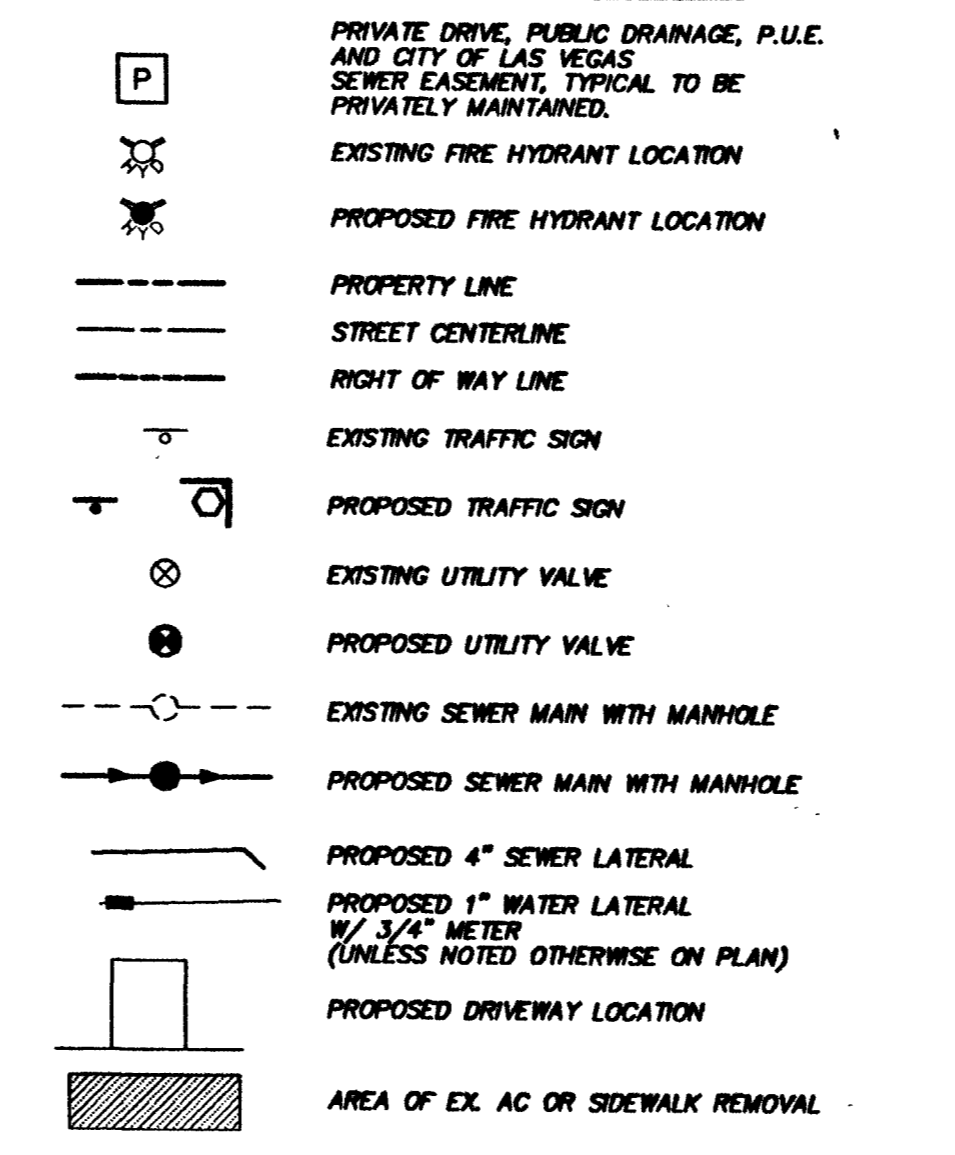 PRIVATE DRIVE, PUBLIC DRAINAGE, P.U.E.
AND CITY OF LAS VEGAS
SEWER EASEMENT, TYPICAL TO BE
PRIVATELY MAINTAINED.
P
EXISTING FIRE HYDRANT LOCATION
PROPOSED FIRE HYDRANT LOCATION
PROPERTY LINE
STREET CENTERLINE
RIGHT OF WAY LINE
EXISTING TRAFFIC SIGN
PROPOSED TRAFFIC SIGN
EXISTING UTILITY VALVE
PROPOSED UTILITY VALVE
EXISTING SEWER MAIN WITH MANHOLE
PROPOSED SEWER MAIN WITH MANHOLE
PROPOSED 4" SEWER LATERAL
PROPOSED 1" WATER LATERAL
W/ 3/4" METER
(UNLESS NOTED OTHERWISE ON PLAN)
PROPOSED DRIVEWAY LOCATION
AREA OF EX. AC OR SIDEWALK REMOVAL